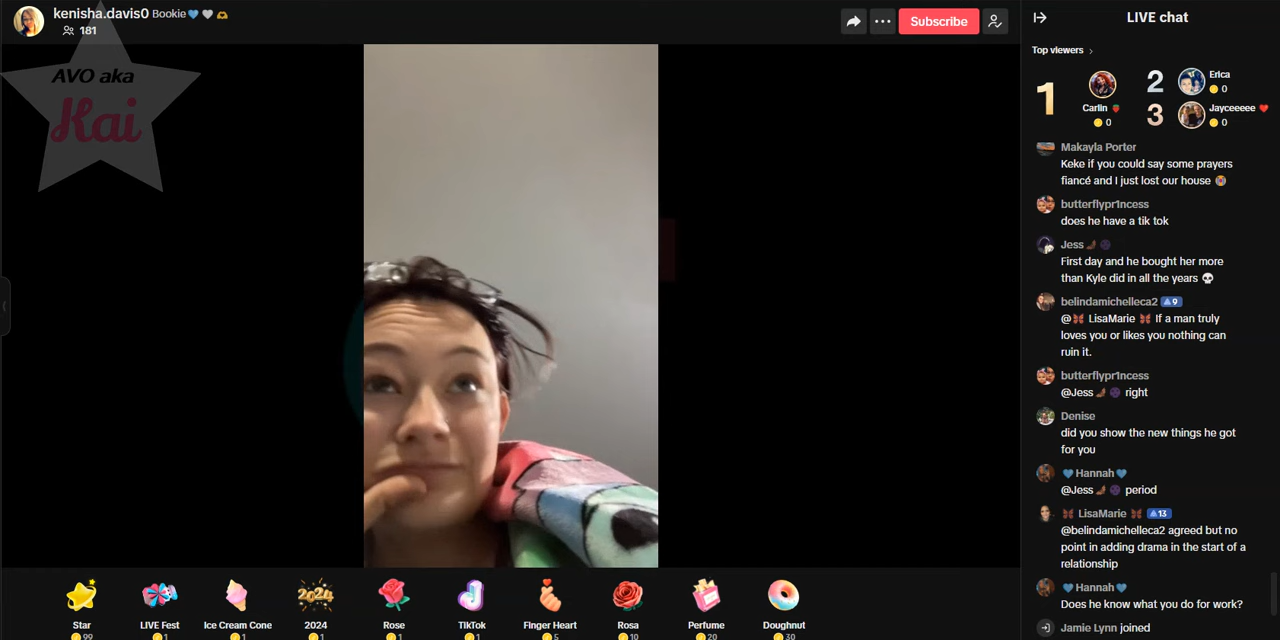 kenisha.davis0 Bookie🩵🤍🫶
181
Subscribe
LIVE chat
AVO aka
Kai
Top viewers
1
Carlin 🌹
0
2
Erica
0
3
Jayceeeee ❤️
0
Makayla Porter
Keke if you could say some prayers
fiancé and I just lost our house
butterflypr1ncess
does he have a tik tok
Jess
First day and he bought her more
than Kyle did in all the years 💀
belindamichelleca2 9
@ LisaMarie If a man truly
loves you or likes you nothing can
ruin it.
butterflypr1ncess
@Jess right
Denise
did you show the new things he got
for you
🩵Hannah🩵
@Jess period
LisaMarie 13
@belindamichelleca2 agreed but no
point in adding drama in the start of a
relationship
🩵Hannah🩵
Does he know what you do for work?
Jamie Lynn joined
2024
Star
LIVE Fest
Ice Cream Cone
2024
Rose
TikTok
Finger Heart
Rosa
Perfume
Doughnut
99
1
1
1
1
1
5
10
20
30